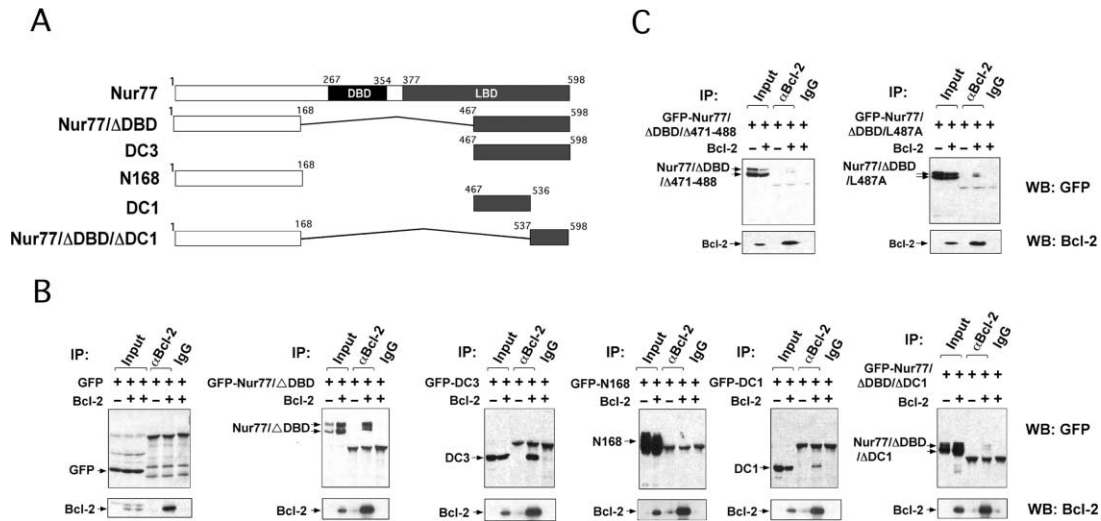 A
1 267 354 377 598
Nur77 DBD LBD
1 168 467 598
Nur77/ΔDBD
467 598
DC3
1 168
N168
467 536
DC1
1 168 537 598
Nur77/ΔDBD/ΔDC1
B
IP: Input αBcl-2 IgG
GFP + + + + + +
Bcl-2 - + + - + +
GFP
Bcl-2
IP: Input αBcl-2 IgG
GFP-Nur77/△DBD + + + + +
Bcl-2 - + - + +
Nur77/△DBD
Bcl-2
IP: Input αBcl-2 IgG
GFP-DC3 + + + + +
Bcl-2 - + - + +
DC3
Bcl-2
IP: Input αBcl-2 IgG
GFP-N168 + + + + +
Bcl-2 - + - + +
N168
Bcl-2
IP: Input αBcl-2 IgG
GFP-DC1 + + + + +
Bcl-2 - + - + +
DC1
Bcl-2
IP: Input αBcl-2 IgG
GFP-Nur77/
ΔDBD/ΔDC1
+ + + + +
Bcl-2 - + - + +
Nur77/ΔDBD
/ΔDC1
Bcl-2
WB: GFP
WB: Bcl-2
C
IP: Input αBcl-2 IgG
GFP-Nur77/
ΔDBD/Δ471-488
+ + + + +
Bcl-2 - + - + +
Nur77/ΔDBD
/Δ471-488
Bcl-2
IP: Input αBcl-2 IgG
GFP-Nur77/
ΔDBD/L487A
+ + + + +
Bcl-2 - + - + +
Nur77/ΔDBD
/L487A
Bcl-2
WB: GFP
WB: Bcl-2